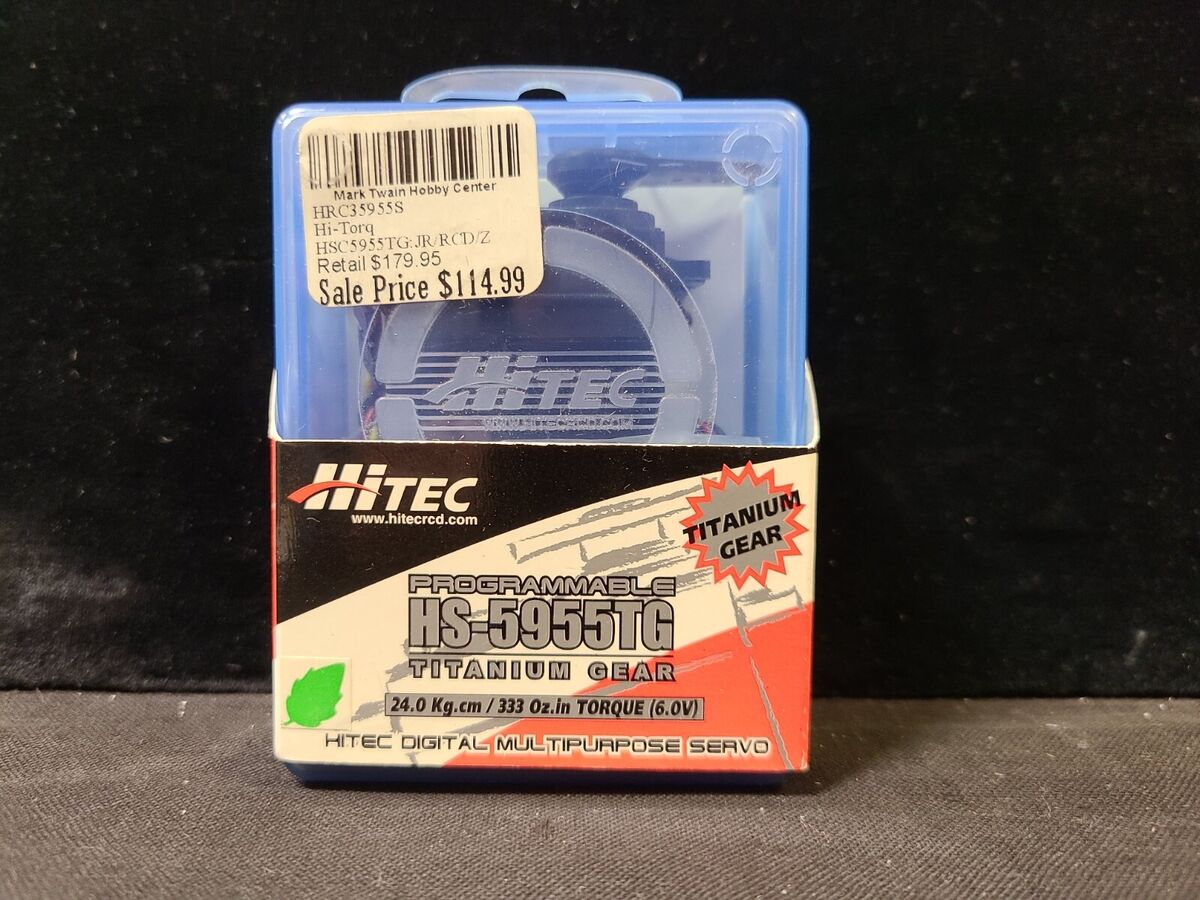 Mark Twain Hobby Center
HRC35955S
Hi-Torq
HSC5955TG:JR/RCD/Z
Retail $179.95
Sale Price $114.99
HiTEC
WWW.HITECRCD.COM
HiTEC
www.hitecrcd.com
TITANIUM
GEAR
PROGRAMMABLE
HS-5955TG
TITANIUM GEAR
24.0 Kg.cm / 333 Oz.in TORQUE (6.0V)
HITEC DIGITAL MULTIPURPOSE SERVO